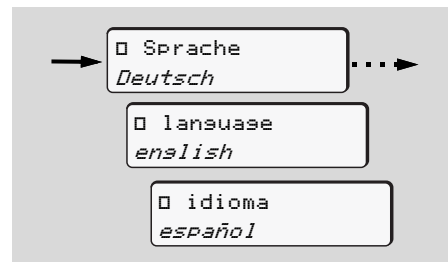 □ Sprache
Deutsch
□ language
english
□ idioma
español